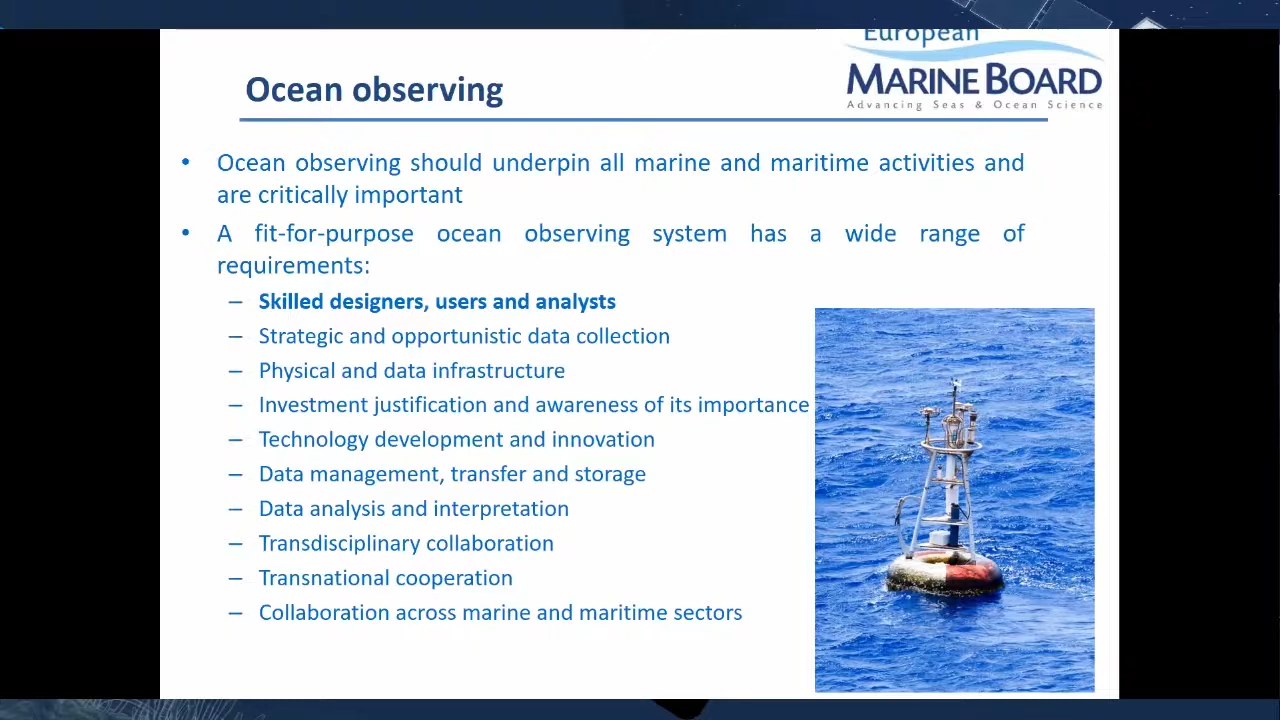 European
MARINE BOARD
Advancing Seas & Ocean Science
Ocean observing
• Ocean observing should underpin all marine and maritime activities and
are critically important
• A fit-for-purpose ocean observing system has a wide range of
requirements:
– Skilled designers, users and analysts
– Strategic and opportunistic data collection
– Physical and data infrastructure
– Investment justification and awareness of its importance
– Technology development and innovation
– Data management, transfer and storage
– Data analysis and interpretation
– Transdisciplinary collaboration
– Transnational cooperation
– Collaboration across marine and maritime sectors